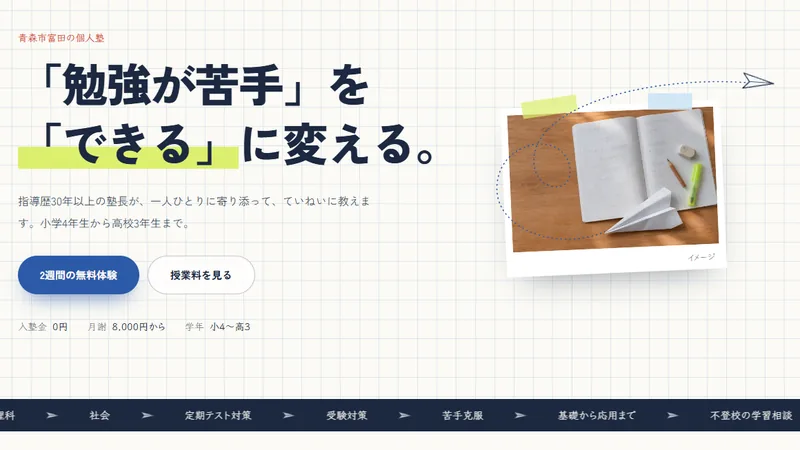 青森市富田の個人塾
「勉強が苦手」を
「できる」に変える。
指導歴30年以上の塾長が、一人ひとりに寄り添って、ていねいに教えま
す。小学4年生から高校3年生まで。
2週間の無料体験
授業料を見る
入塾金 0円 月謝 8,000円から 学年 小4〜高3
イメージ
理科 社会 定期テスト対策 受験対策 苦手克服 基礎から応用まで 不登校の学習相談